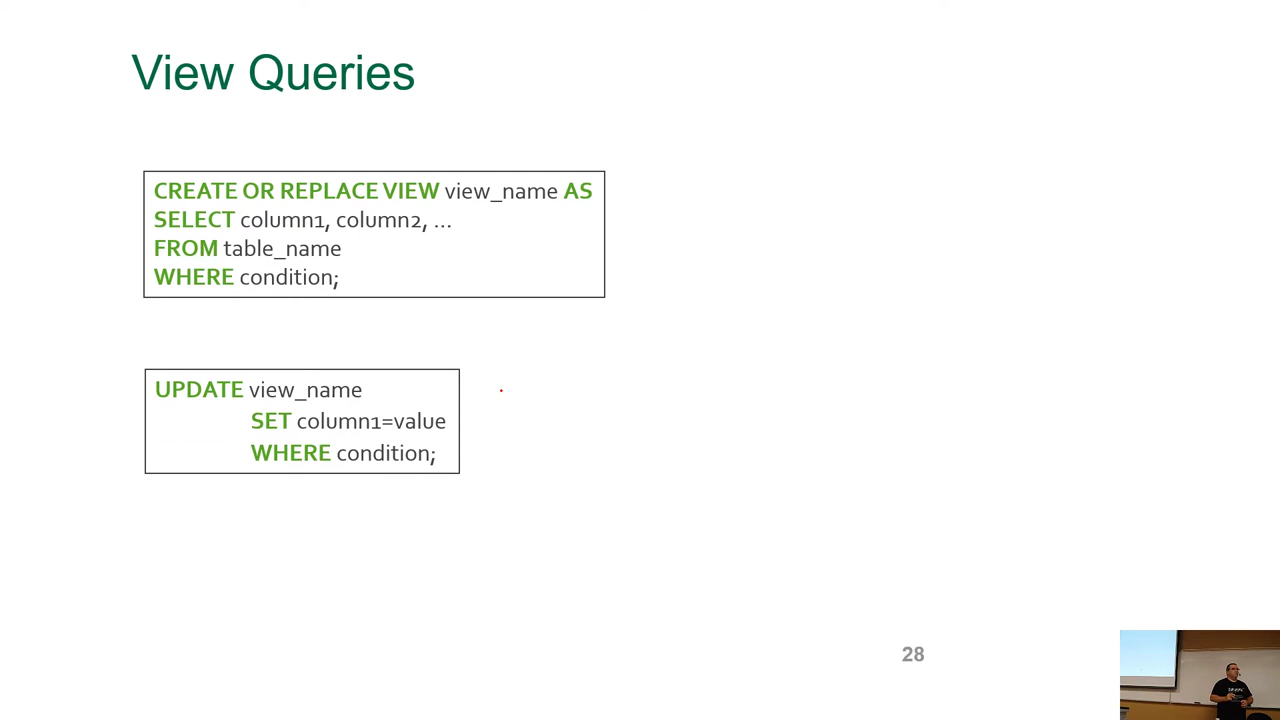 View Queries
CREATE OR REPLACE VIEW view_name AS
SELECT column1, column2, ...
FROM table_name
WHERE condition;
UPDATE view_name
SET column1=value
WHERE condition;
28